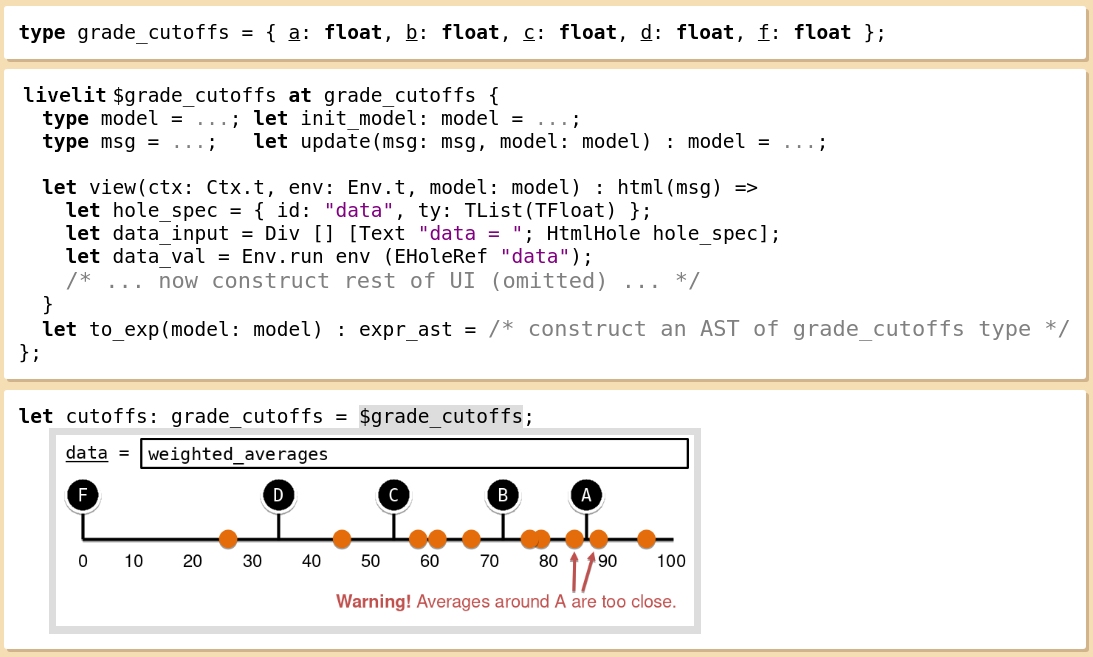 type grade_cutoffs = { a: float, b: float, c: float, d: float, f: float };
livelit $grade_cutoffs at grade_cutoffs {
type model = ...; let init_model: model = ...;
type msg = ...; let update(msg: msg, model: model) : model = ...;
let view(ctx: Ctx.t, env: Env.t, model: model) : html(msg) =>
let hole_spec = { id: "data", ty: TList(TFloat) };
let data_input = Div [] [Text "data = "; HtmlHole hole_spec];
let data_val = Env.run env (EHoleRef "data");
/* ... now construct rest of UI (omitted) ... */
}
let to_exp(model: model) : expr_ast = /* construct an AST of grade_cutoffs type */
};
let cutoffs: grade_cutoffs = $grade_cutoffs;
data = weighted_averages
F D C B A
0 10 20 30 40 50 60 70 80 90 100
Warning! Averages around A are too close.